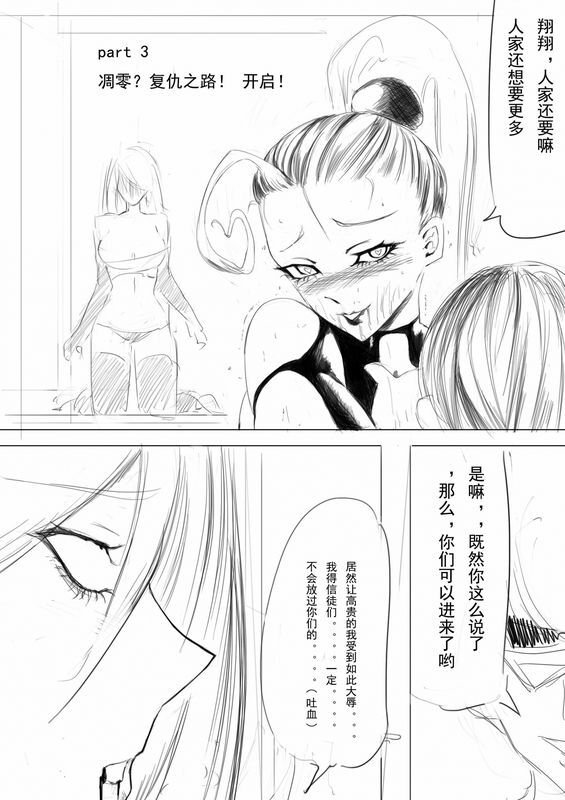 part 3
凋零？复仇之路！ 开启！
翔翔，人家还要嘛
人家还想要更多
是嘛，，既然你这么说了
，那么，你们可以进来了哟
居然让高贵的我受到如此大辱。。。
我得信徒们。。。。一定。。。。
不会放过你们的。。。。（吐血）